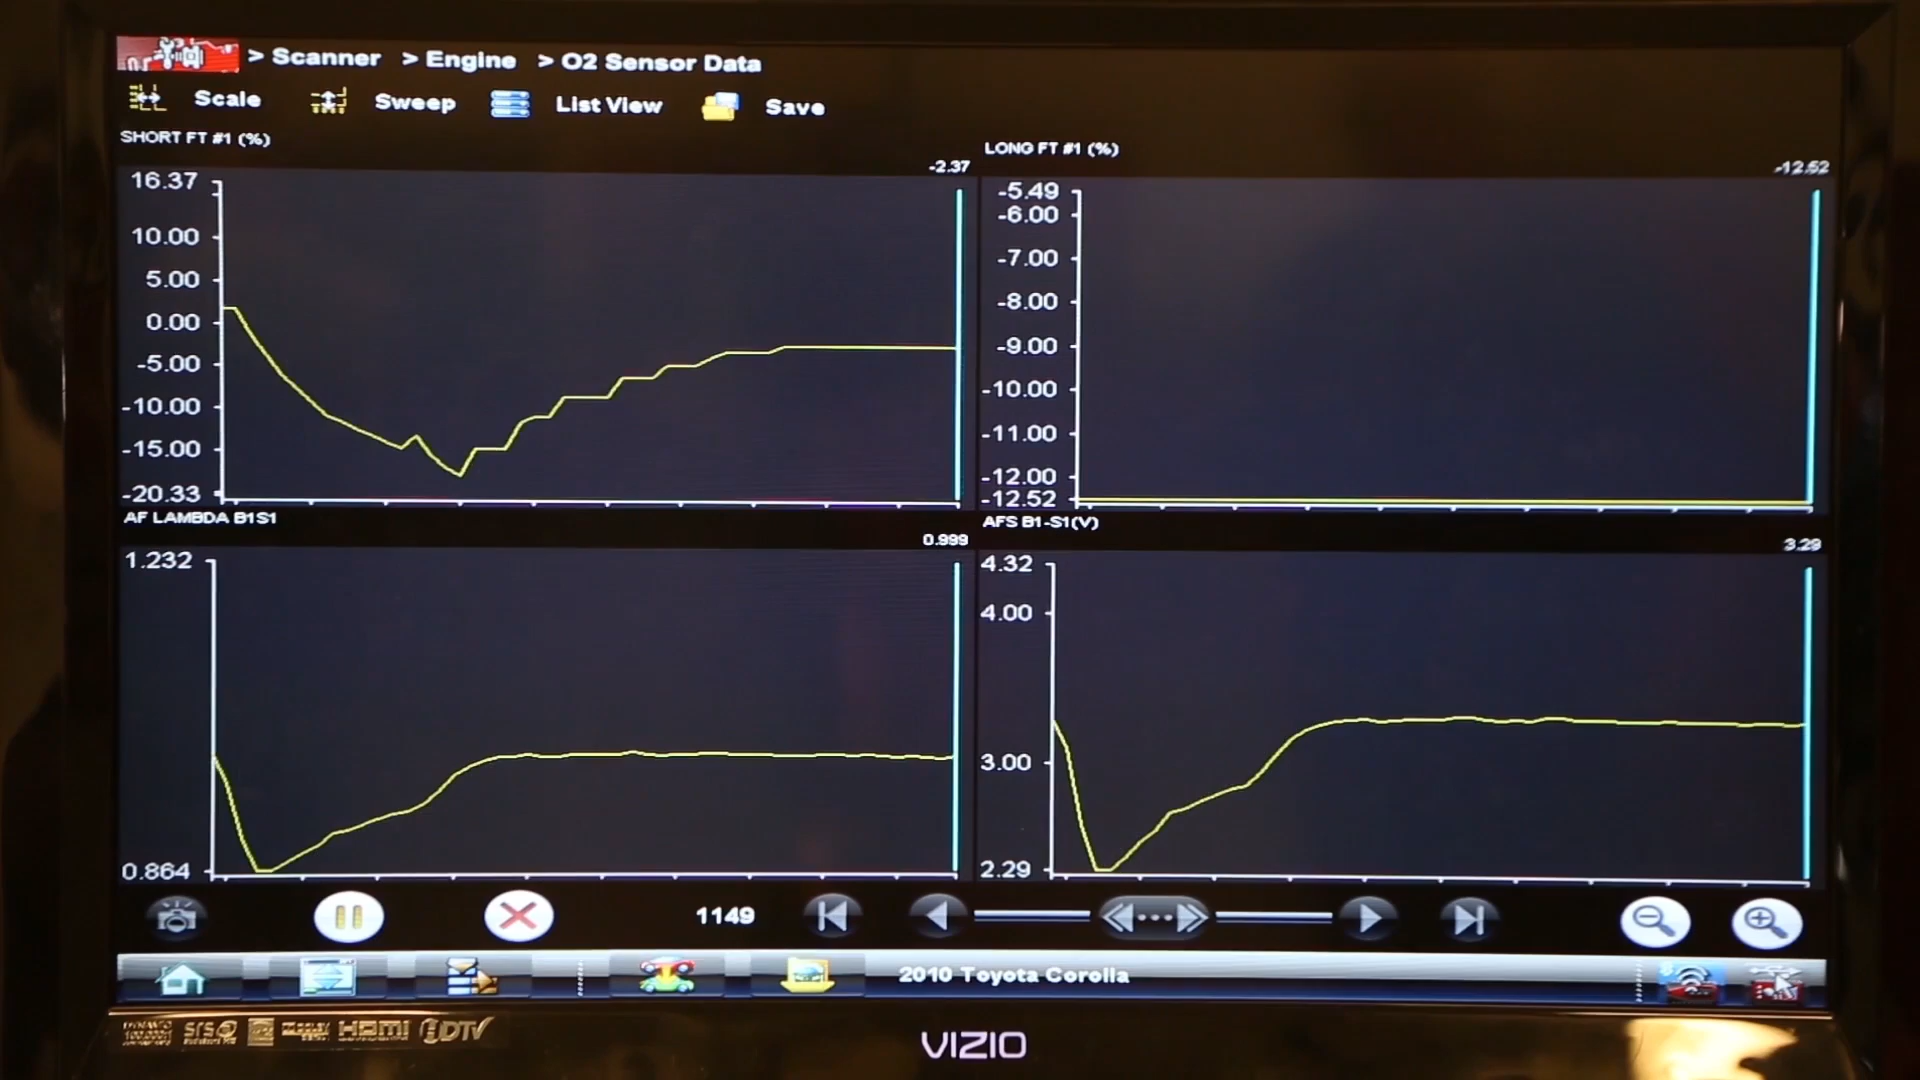 > Scanner > Engine > O2 Sensor Data
Scale Sweep List View Save
SHORT FT #1 (%)
-2.37
16.37
10.00
5.00
0.00
-5.00
-10.00
-15.00
-20.33
LONG FT #1 (%)
-12.52
-5.49
-6.00
-7.00
-8.00
-9.00
-10.00
-11.00
-12.00
-12.52
AF LAMBDA B1S1
0.999
1.232
0.864
AFS B1-S1(V)
3.29
4.32
4.00
3.00
2.29
1149
2010 Toyota Corolla
SRS
HDMI
DTV
VIZIO